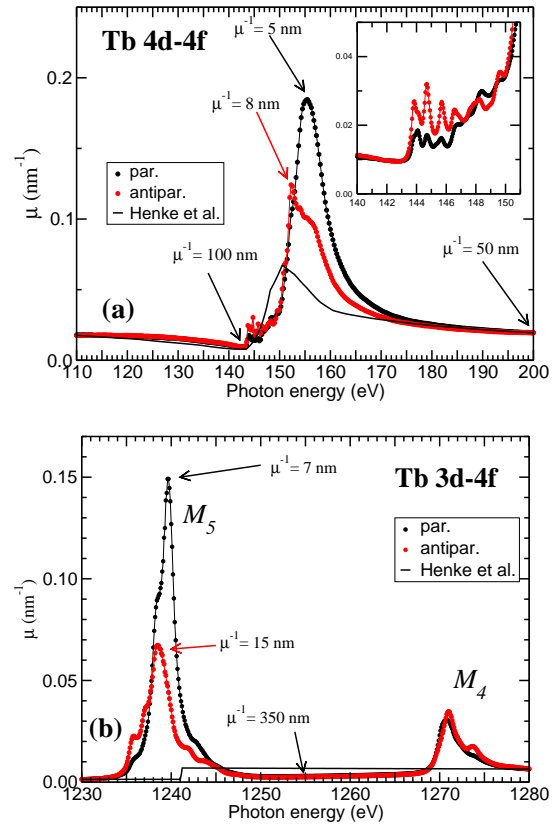 Tb 4d-4f
μ⁻¹= 5 nm
μ⁻¹= 8 nm
par.
antipar.
Henke et al.
μ⁻¹= 100 nm
μ⁻¹= 50 nm
(a)
μ (nm⁻¹)
0.2
0.1
0.0
110 120 130 140 150 160 170 180 190 200
Photon energy (eV)
0.04
0.02
0.00
140 142 144 146 148 150
Tb 3d-4f
μ⁻¹= 7 nm
M₅
par.
antipar.
Henke et al.
μ⁻¹= 15 nm
μ⁻¹= 350 nm
M₄
(b)
μ (nm⁻¹)
0.15
0.10
0.05
0.00
1230 1240 1250 1260 1270 1280
Photon energy (eV)